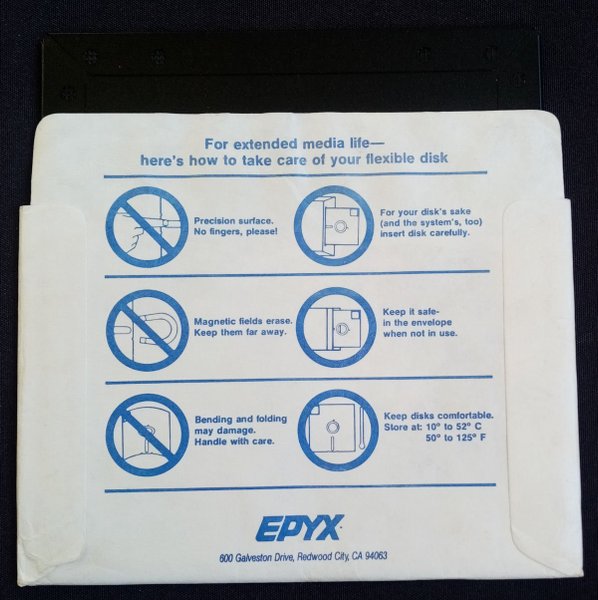 For extended media life—
here's how to take care of your flexible disk
Precision surface.
No fingers, please!
For your disk's sake
(and the system's, too)
insert disk carefully.
Magnetic fields erase.
Keep them far away.
Keep it safe-
in the envelope
when not in use.
Bending and folding
may damage.
Handle with care.
Keep disks comfortable.
Store at: 10° to 52° C
50° to 125° F
EPYX
600 Galveston Drive, Redwood City, CA 94063